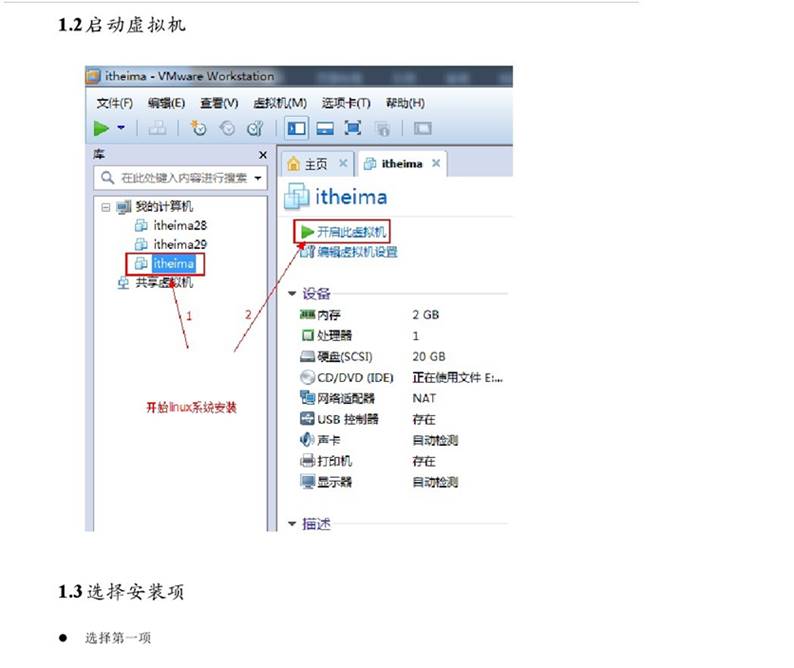 1.2启动虚拟机
itheima - VMware Workstation
文件(F) 编辑(E) 查看(V) 虚拟机(M) 选项卡(T) 帮助(H)
库
在此处键入内容进行搜索
我的计算机
itheima28
itheima29
itheima
共享虚拟机
1
2
开始linux系统安装
主页 itheima
itheima
开启此虚拟机
编辑虚拟机设置
设备
内存 2 GB
处理器 1
硬盘(SCSI) 20 GB
CD/DVD (IDE) 正在使用文件 E:...
网络适配器 NAT
USB 控制器 存在
声卡 自动检测
打印机 存在
显示器 自动检测
描述
1.3选择安装项
● 选择第一项